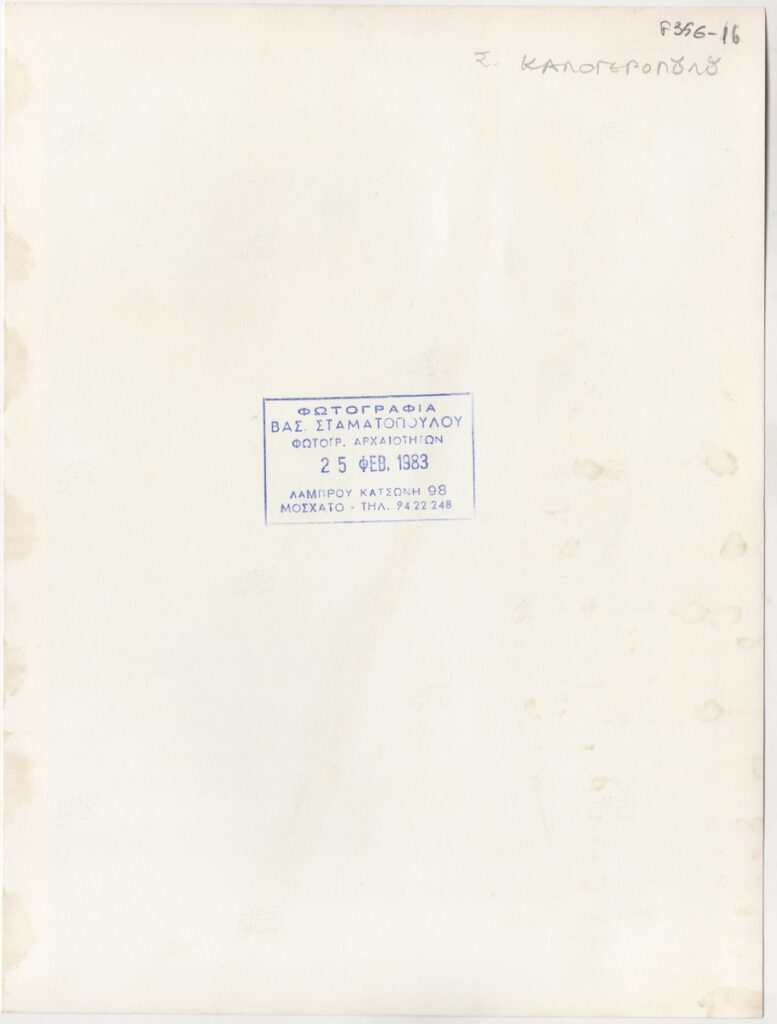 F356-16
Σ. ΚΑΛΟΓΕΡΟΠΟΥΛΟΥ
ΦΩΤΟΓΡΑΦΙΑ
ΒΑΣ. ΣΤΑΜΑΤΟΠΟΥΛΟΥ
ΦΩΤΟΓΡ. ΑΡΧΑΙΟΤΗΤΩΝ
25 ΦΕΒ. 1983
ΛΑΜΠΡΟΥ ΚΑΤΣΩΝΗ 98
ΜΟΣΧΑΤΟ - ΤΗΛ. 94 22 248